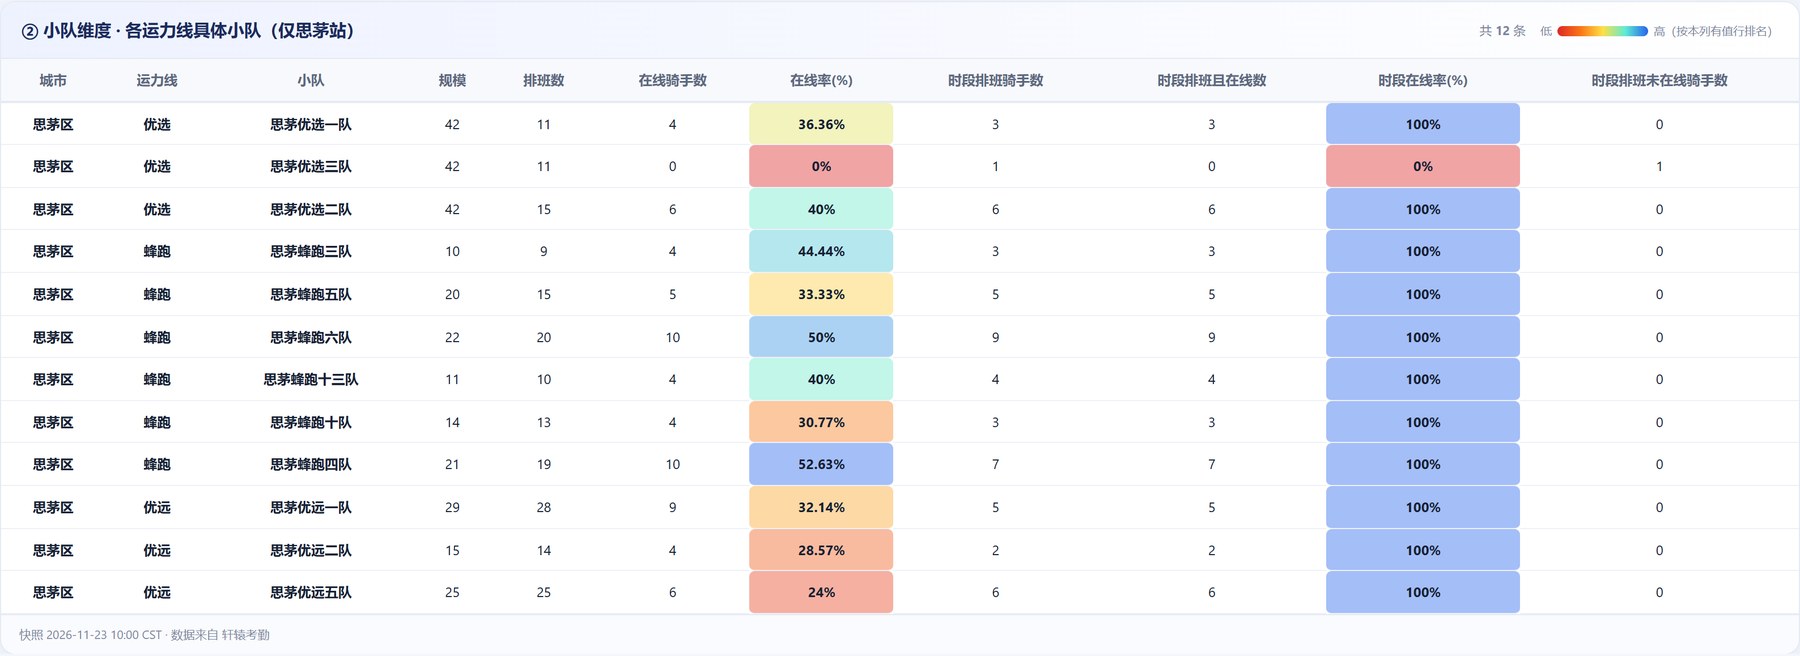 ② 小队维度 · 各运力线具体小队（仅思茅站）
共 12 条 低 高 (按本列有值行排名)
城市 运力线 小队 规模 排班数 在线骑手数 在线率(%) 时段排班骑手数 时段排班且在线数 时段在线率(%) 时段排班未在线骑手数
思茅区 优选 思茅优选一队 42 11 4 36.36% 3 3 100% 0
思茅区 优选 思茅优选三队 42 11 0 0% 1 0 0% 1
思茅区 优选 思茅优选二队 42 15 6 40% 6 6 100% 0
思茅区 蜂跑 思茅蜂跑三队 10 9 4 44.44% 3 3 100% 0
思茅区 蜂跑 思茅蜂跑五队 20 15 5 33.33% 5 5 100% 0
思茅区 蜂跑 思茅蜂跑六队 22 20 10 50% 9 9 100% 0
思茅区 蜂跑 思茅蜂跑十三队 11 10 4 40% 4 4 100% 0
思茅区 蜂跑 思茅蜂跑十队 14 13 4 30.77% 3 3 100% 0
思茅区 蜂跑 思茅蜂跑四队 21 19 10 52.63% 7 7 100% 0
思茅区 优远 思茅优远一队 29 28 9 32.14% 5 5 100% 0
思茅区 优远 思茅优远二队 15 14 4 28.57% 2 2 100% 0
思茅区 优远 思茅优远五队 25 25 6 24% 6 6 100% 0
快照 2026-11-23 10:00 CST · 数据来自 轩辕考勤